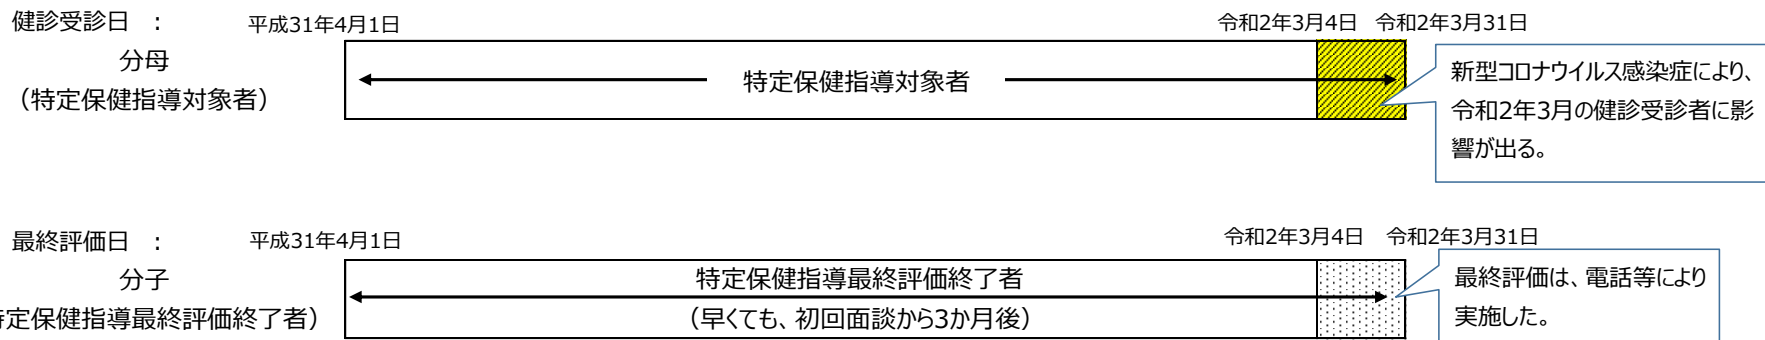 健診受診日 :
平成31年4月1日
令和2年3月4日 令和2年3月31日
分母
（特定保健指導対象者）
特定保健指導対象者
新型コロナウイルス感染症により、
令和2年3月の健診受診者に影
響が出る。
最終評価日 :
平成31年4月1日
令和2年3月4日 令和2年3月31日
分子
特定保健指導最終評価終了者）
特定保健指導最終評価終了者
（早くても、初回面談から3か月後）
最終評価は、電話等により
実施した。